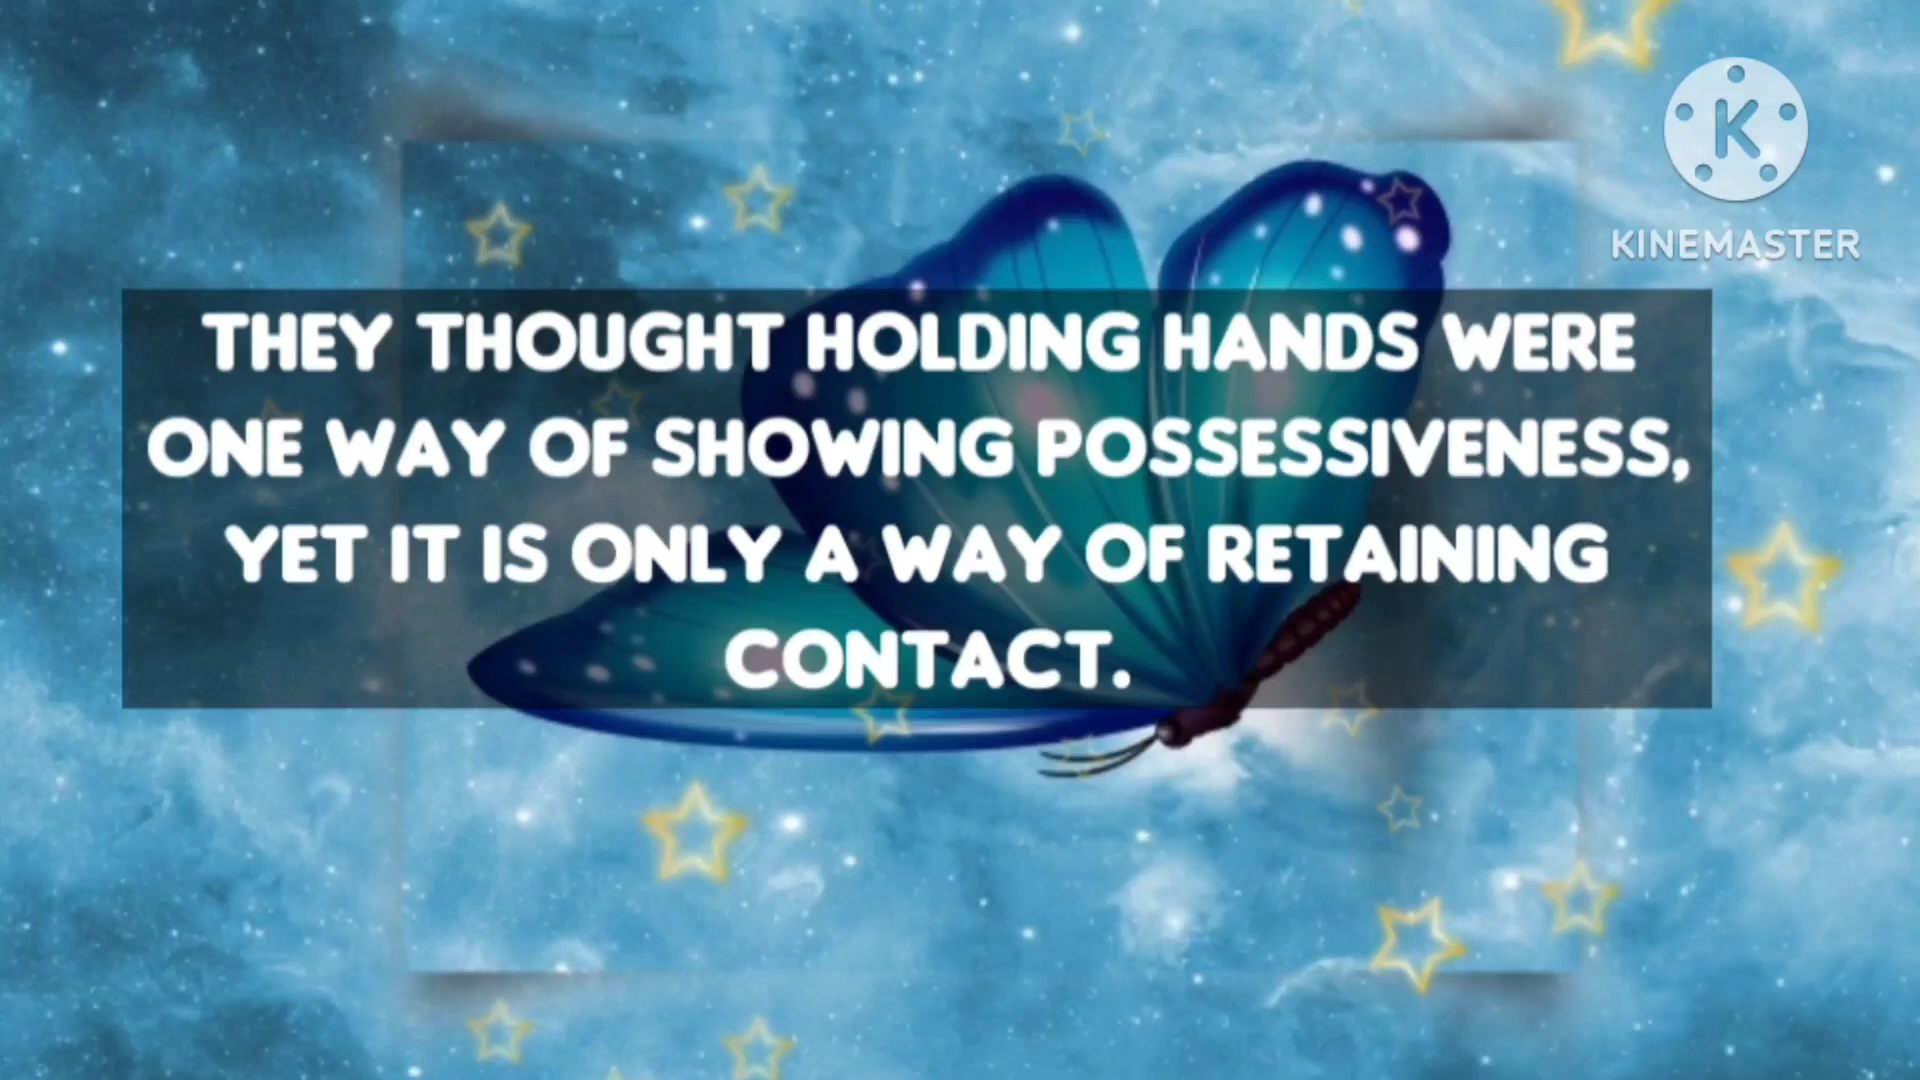 K
KINEMASTER
THEY THOUGHT HOLDING HANDS WERE
ONE WAY OF SHOWING POSSESSIVENESS,
YET IT IS ONLY A WAY OF RETAINING
CONTACT.